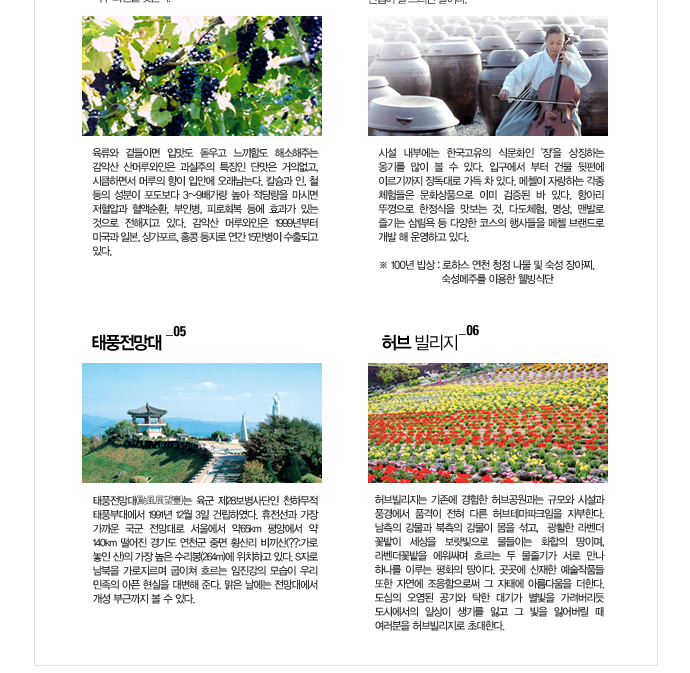 육류와 곁들이면 입맛도 돋우고 느끼함도 해소해주는
감악산 산머루와인은 과실주의 특징인 단맛은 거의없고,
시큼하면서 머루의 향이 입안에 오래남는다. 칼슘과 인, 철
등의 성분이 포도보다 3~9배가량 높아 적당량을 마시면
저혈압과 혈액순환, 부인병, 피로회복 등에 효과가 있는
것으로 전해지고 있다. 감악산 머루와인은 1999년부터
미국과 일본, 싱가포르, 홍콩 등지로 연간 15만병이 수출되고
있다.
시설 내부에는 한국고유의 식문화인 '장'을 상징하는
옹기를 많이 볼 수 있다. 입구에서 부터 건물 뒷편에
이르기까지 장독대로 가득 차 있다. 메첼이 자랑하는 각종
체험들은 문화상품으로 이미 검증된 바 있다. 항아리
뚜껑으로 한정식을 맛보는 것, 다도체험, 명상, 맨발로
즐기는 삼림욕 등 다양한 코스의 행사들을 메첼 브랜드로
개발 해 운영하고 있다.
※ 100년 밥상 : 로하스 연천 청정 나물 및 숙성 장아찌,
숙성메주를 이용한 웰빙식단
태풍전망대 _05
태풍전망대(颱風展望臺)는 육군 제28보병사단인 천하무적
태풍부대에서 1991년 12월 3일 건립하였다. 휴전선과 가장
가까운 국군 전망대로 서울에서 약65km 평양에서 약
140km 떨어진 경기도 연천군 중면 황산리 비끼산(??:가로
놓인 산)의 가장 높은 수리봉(264m)에 위치하고 있다. S자로
남북을 가로지르며 굽이쳐 흐르는 임진강의 모습이 우리
민족의 아픈 현실을 대변해 준다. 맑은 날에는 전망대에서
개성 부근까지 볼 수 있다.
허브 빌리지_06
허브빌리지는 기존에 경험한 허브공원과는 규모와 시설과
풍경에서 품격이 전혀 다른 허브테마파크임을 자부한다.
남측의 강물과 북측의 강물이 몸을 섞고, 광활한 라벤더
꽃밭이 세상을 보랏빛으로 물들이는 화합의 땅이며,
라벤더꽃밭을 에워싸며 흐르는 두 물줄기가 서로 만나
하나를 이루는 평화의 땅이다. 곳곳에 산재한 예술작품들
또한 자연에 조응함으로써 그 자태에 아름다움을 더한다.
도심의 오염된 공기와 탁한 대기가 별빛을 가려버리듯
도시에서의 일상이 생기를 잃고 그 빛을 잃어버릴 때
여러분을 허브빌리지로 초대한다.